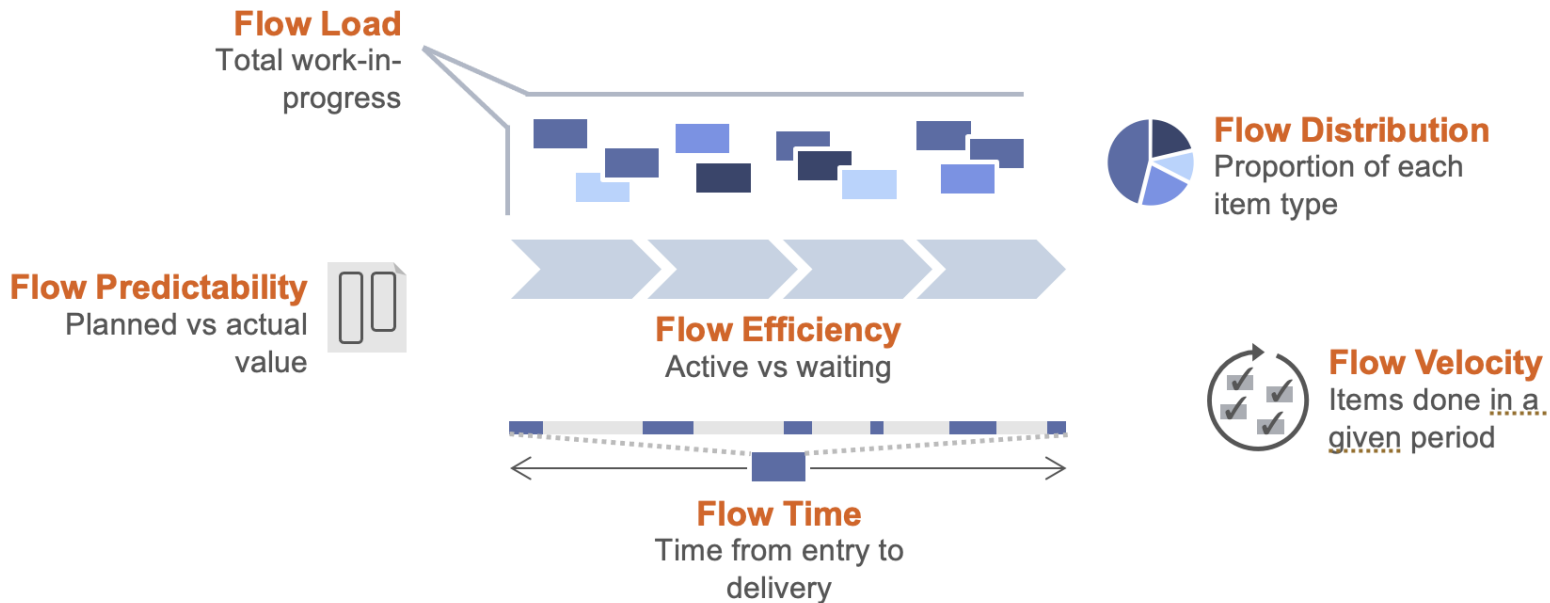 Flow Load
Total work-in-
progress
Flow Distribution
Proportion of each
item type
Flow Predictability
Planned vs actual
value
Flow Efficiency
Active vs waiting
Flow Velocity
Items done in a
given period
Flow Time
Time from entry to
delivery